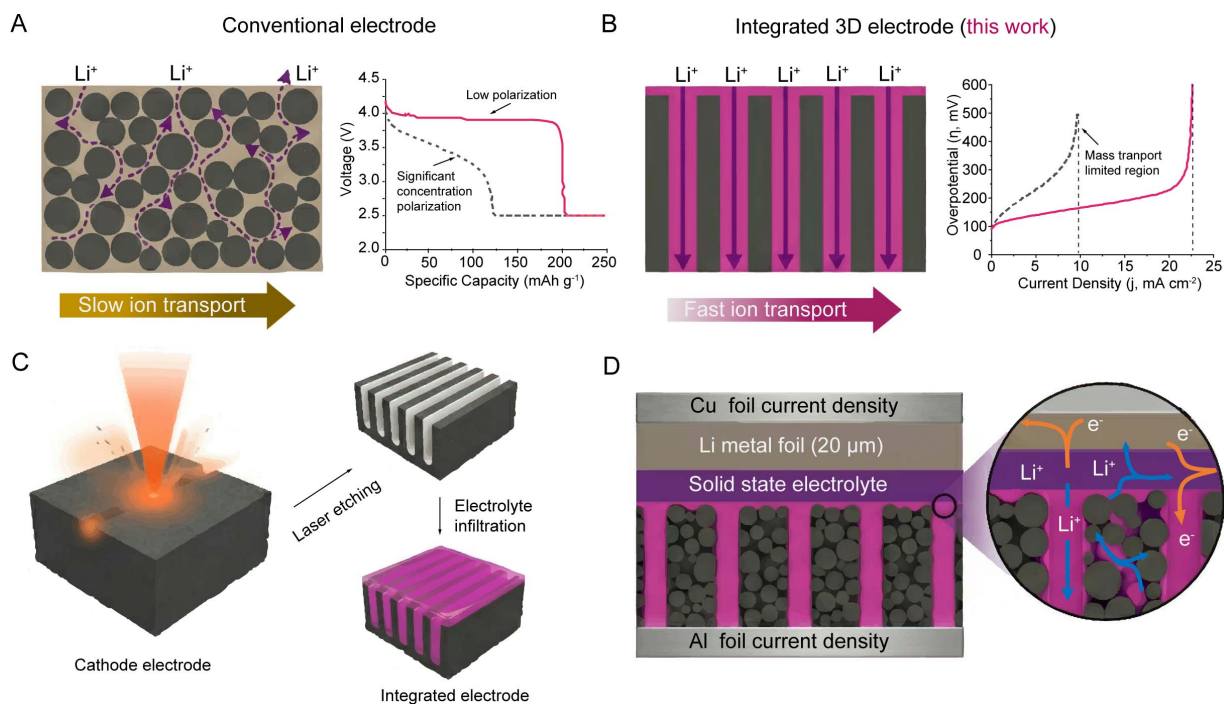 A
Conventional electrode
Li⁺ Li⁺ Li⁺
Slow ion transport
4.5
4.0
3.5
3.0
2.5
2.0
Voltage (V)
Low polarization
Significant
concentration
polarization
0 50 100 150 200 250
Specific Capacity (mAh g⁻¹)
B
Integrated 3D electrode (this work)
Li⁺ Li⁺ Li⁺ Li⁺ Li⁺
Fast ion transport
600
500
400
300
200
100
0
Overpotential (η, mV)
Mass tranport
limited region
0 5 10 15 20 25
Current Density (j, mA cm⁻²)
C
Cathode electrode
Laser etching
Electrolyte
infiltration
Integrated electrode
D
Cu foil current density
Li metal foil (20 μm)
Solid state electrolyte
Al foil current density
e⁻
e⁻
Li⁺ Li⁺
Li⁺
e⁻